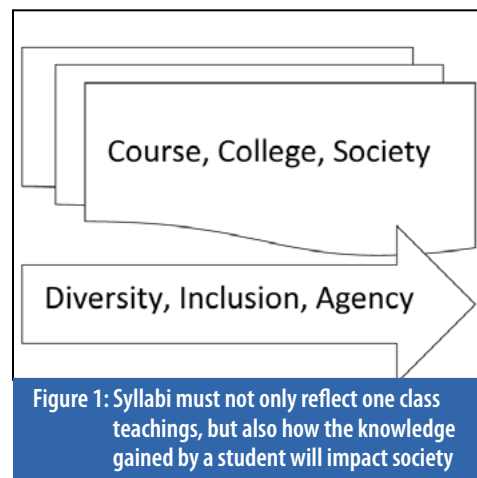 Course, College, Society
Diversity, Inclusion, Agency
Figure 1: Syllabi must not only reflect one class
teachings, but also how the knowledge
gained by a student will impact society